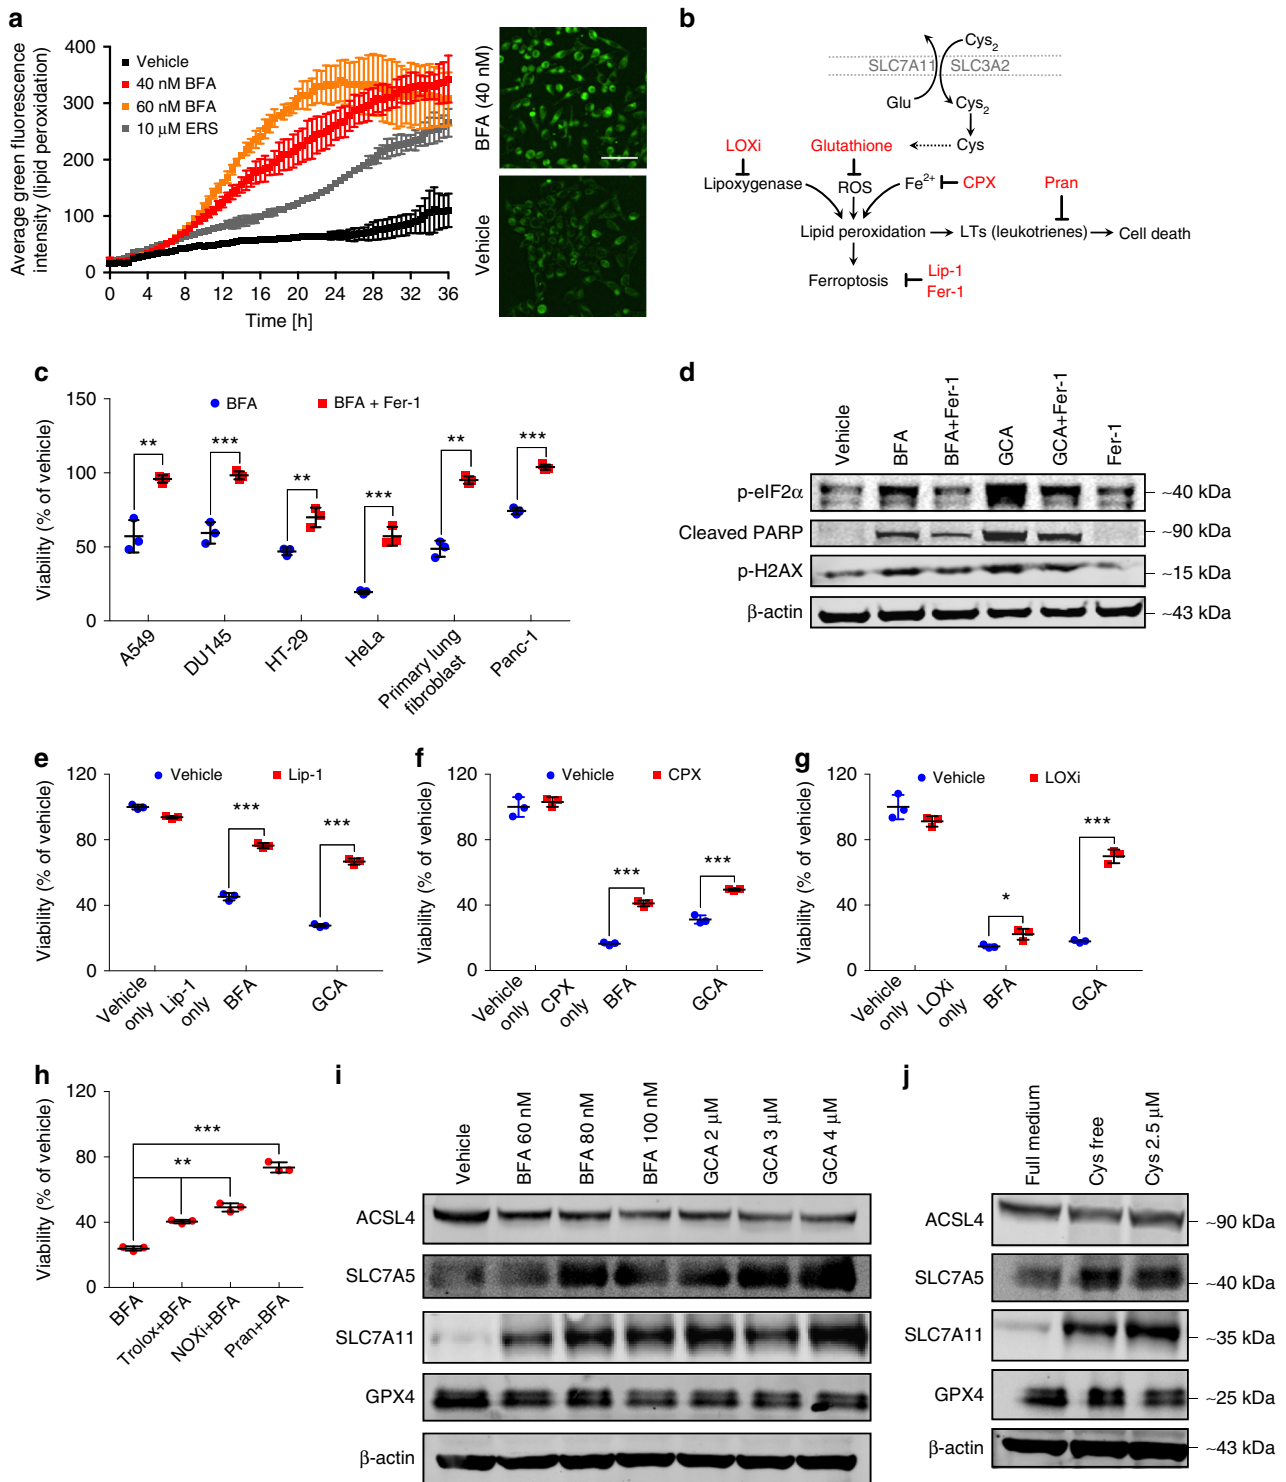 a
Average green fluorescence
intensity (lipid peroxidation)
400
300
200
100
0
Vehicle
40 nM BFA
60 nM BFA
10 μM ERS
0 4 8 12 16 20 24 28 32 36
Time [h]
BFA (40 nM)
Vehicle
b
Cys2
SLC7A11 SLC3A2
Glu
Cys2
Cys
LOXi
Glutathione
Lipoxygenase
ROS
Fe2+
CPX
Pran
Lipid peroxidation
LTs (leukotrienes)
Cell death
Ferroptosis
Lip-1
Fer-1
c
Viability (% of vehicle)
150
100
50
0
BFA
BFA + Fer-1
** *** ** *** ** ***
A549
DU145
HT-29
HeLa
Primary lung
fibroblast
Panc-1
d
Vehicle
BFA
BFA+Fer-1
GCA
GCA+Fer-1
Fer-1
p-eIF2α ~40 kDa
Cleaved PARP ~90 kDa
p-H2AX ~15 kDa
β-actin ~43 kDa
e
Viability (% of vehicle)
120
80
40
0
Vehicle
Lip-1
*** ***
Vehicle
only
Lip-1
only
BFA
GCA
f
Viability (% of vehicle)
120
80
40
0
Vehicle
CPX
*** ***
Vehicle
only
CPX
only
BFA
GCA
g
Viability (% of vehicle)
120
80
40
0
Vehicle
LOXi
* ***
Vehicle
only
LOXi
only
BFA
GCA
h
Viability (% of vehicle)
120
80
40
0
***
**
BFA
Trolox+BFA
NOXi+BFA
Pran+BFA
i
Vehicle
BFA 60 nM
BFA 80 nM
BFA 100 nM
GCA 2 μM
GCA 3 μM
GCA 4 μM
ACSL4
SLC7A5
SLC7A11
GPX4
β-actin
j
Full medium
Cys free
Cys 2.5 μM
ACSL4 ~90 kDa
SLC7A5 ~40 kDa
SLC7A11 ~35 kDa
GPX4 ~25 kDa
β-actin ~43 kDa